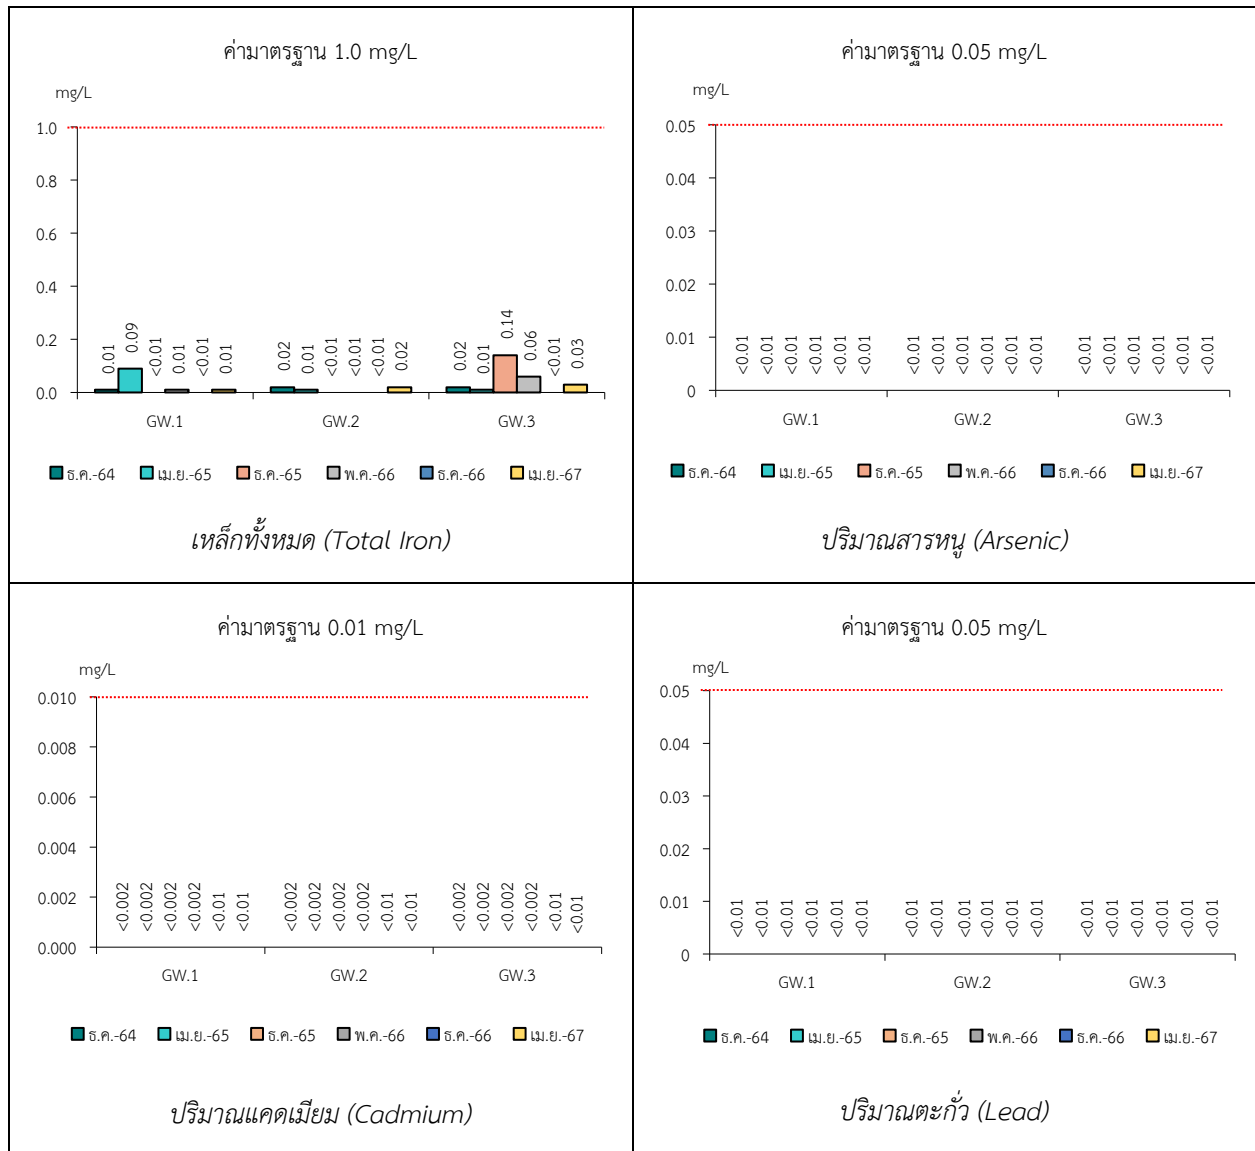 ค่ามาตรฐาน 1.0 mg/L
mg/L
1.0
0.8
0.6
0.4
0.2
0.0
0.01 0.09 <0.01 0.01 <0.01 0.01
0.02 0.01 <0.01 <0.01 <0.01 0.02
0.02 0.01 0.14 0.06 <0.01 0.03
GW.1 GW.2 GW.3
ธ.ค.-64 เม.ย.-65 ธ.ค.-65 พ.ค.-66 ธ.ค.-66 เม.ย.-67
เหล็กทั้งหมด (Total Iron)
ค่ามาตรฐาน 0.05 mg/L
mg/L
0.05
0.04
0.03
0.02
0.01
0
<0.01 <0.01 <0.01 <0.01 <0.01 <0.01
<0.01 <0.01 <0.01 <0.01 <0.01 <0.01
<0.01 <0.01 <0.01 <0.01 <0.01 <0.01
GW.1 GW.2 GW.3
ธ.ค.-64 เม.ย.-65 ธ.ค.-65 พ.ค.-66 ธ.ค.-66 เม.ย.-67
ปริมาณสารหนู (Arsenic)
ค่ามาตรฐาน 0.01 mg/L
mg/L
0.010
0.008
0.006
0.004
0.002
0.000
<0.002 <0.002 <0.002 <0.002 <0.01 <0.01
<0.002 <0.002 <0.002 <0.002 <0.01 <0.01
<0.002 <0.002 <0.002 <0.002 <0.01 <0.01
GW.1 GW.2 GW.3
ธ.ค.-64 เม.ย.-65 ธ.ค.-65 พ.ค.-66 ธ.ค.-66 เม.ย.-67
ปริมาณแคดเมียม (Cadmium)
ค่ามาตรฐาน 0.05 mg/L
mg/L
0.05
0.04
0.03
0.02
0.01
0
<0.01 <0.01 <0.01 <0.01 <0.01 <0.01
<0.01 <0.01 <0.01 <0.01 <0.01 <0.01
<0.01 <0.01 <0.01 <0.01 <0.01 <0.01
GW.1 GW.2 GW.3
ธ.ค.-64 เม.ย.-65 ธ.ค.-65 พ.ค.-66 ธ.ค.-66 เม.ย.-67
ปริมาณตะกั่ว (Lead)